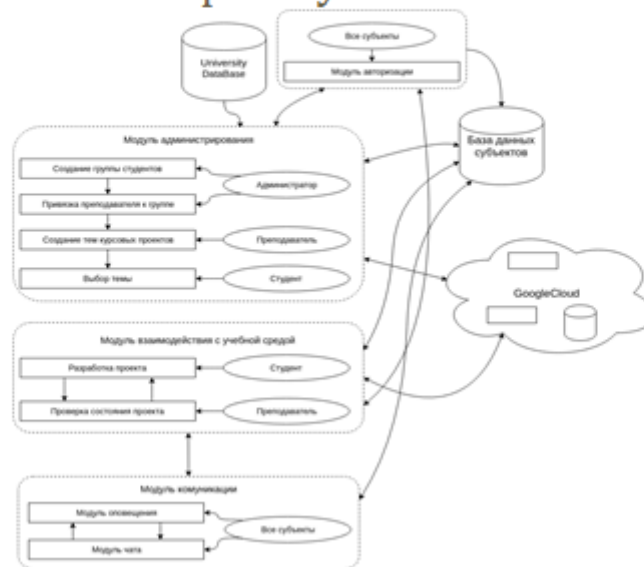 Все субъекты
University
DataBase
Модуль авторизации
База данных
субъектов
Модуль администрирования
Создание группы студентов
Администратор
Привязка преподавателя к группе
Создание тем курсовых проектов
Преподаватель
Выбор темы
Студент
GoogleCloud
Модуль взаимодействия с учебной средой
Разработка проекта
Студент
Проверка состояния проекта
Преподаватель
Модуль комуникации
Модуль оповещения
Все субъекты
Модуль чата